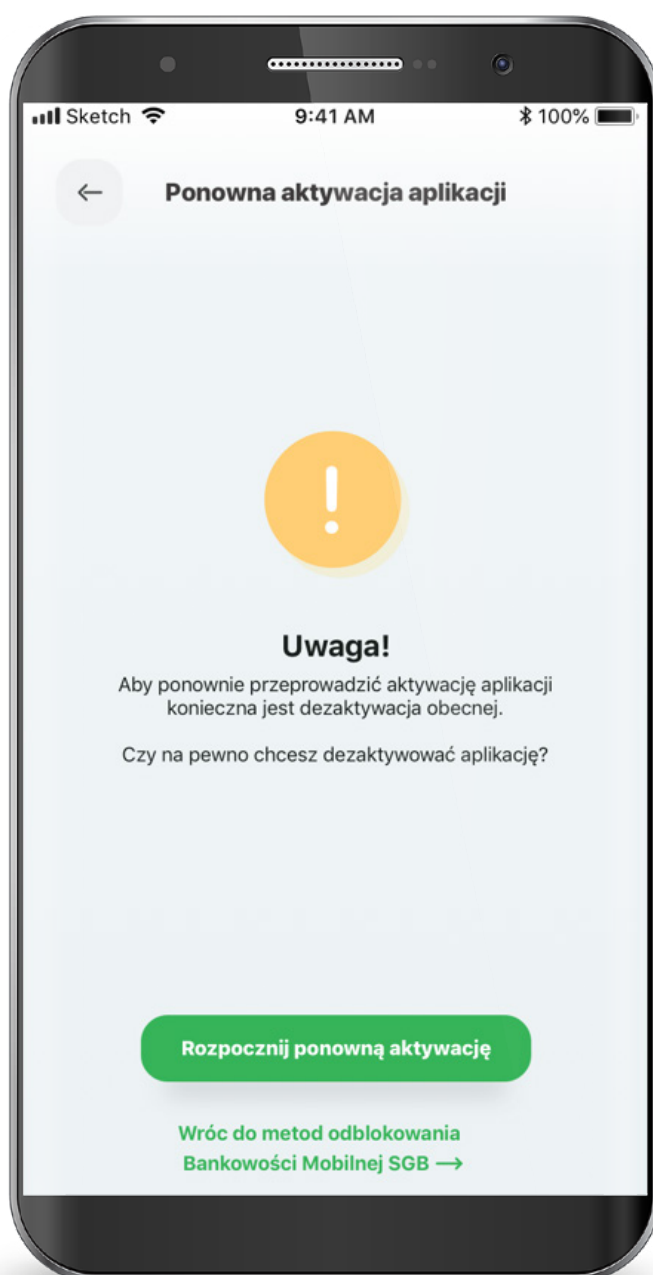 Sketch 9:41 AM 100%
Ponowna aktywacja aplikacji
!
Uwaga!
Aby ponownie przeprowadzić aktywację aplikacji
konieczna jest dezaktywacja obecnej.
Czy na pewno chcesz dezaktywować aplikację?
Rozpocznij ponowną aktywację
Wróc do metod odblokowania
Bankowości Mobilnej SGB →